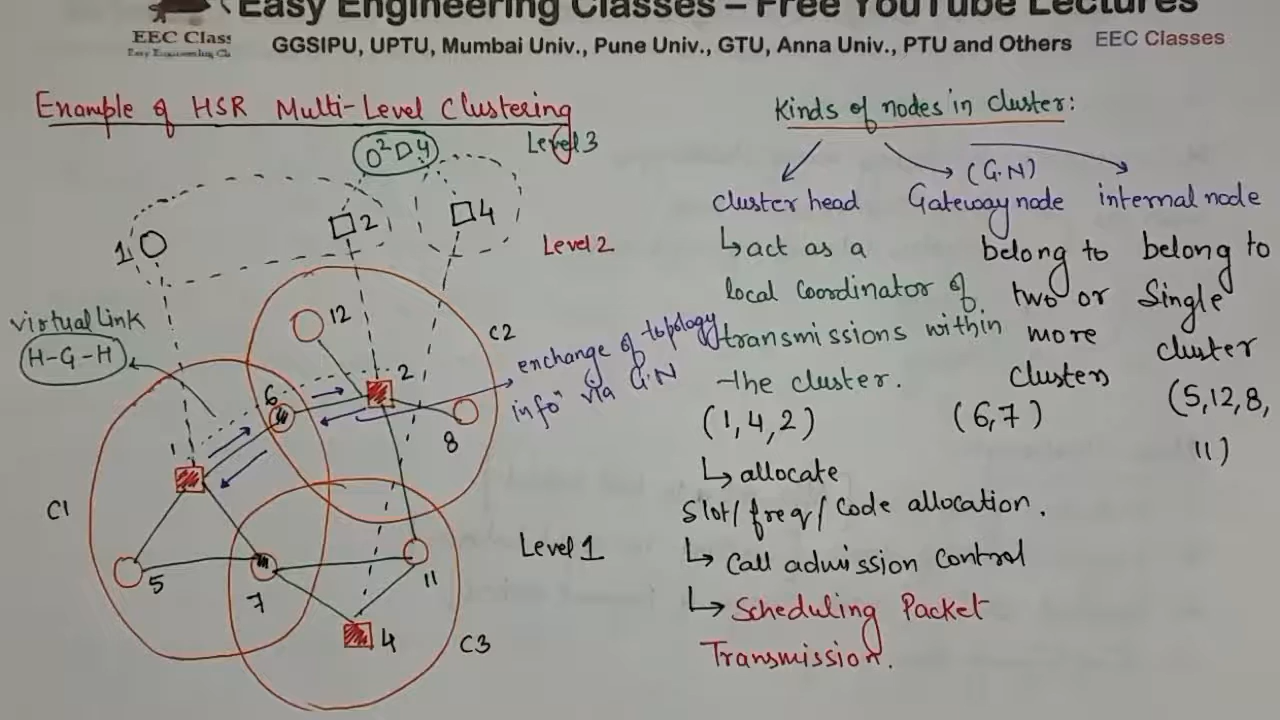 Easy Engineering Classes – Free YouTube Lectures
EEC Class
GGSIPU, UPTU, Mumbai Univ., Pune Univ., GTU, Anna Univ., PTU and Others
EEC Classes
Example of HSR Multi-Level Clustering
Level 3
2 4
Level 2
1
2
4
virtual Link
H-G-H
12
C2
6
2
exchange of topology
info" via G.N
8
1
C1
5
7
11
Level 1
4
C3
Kinds of nodes in cluster:
cluster head
↳ act as a
local Coordinator of
transmissions within
the cluster.
(1, 4, 2)
↳ allocate
Slot/freq/Code allocation.
↳ Call admission control
↳ Scheduling Packet
Transmission.
(G.N)
Gateway node
belong to
two or
more
clusters
(6,7)
internal node
belong to
Single
cluster
(5,12,8,
11)